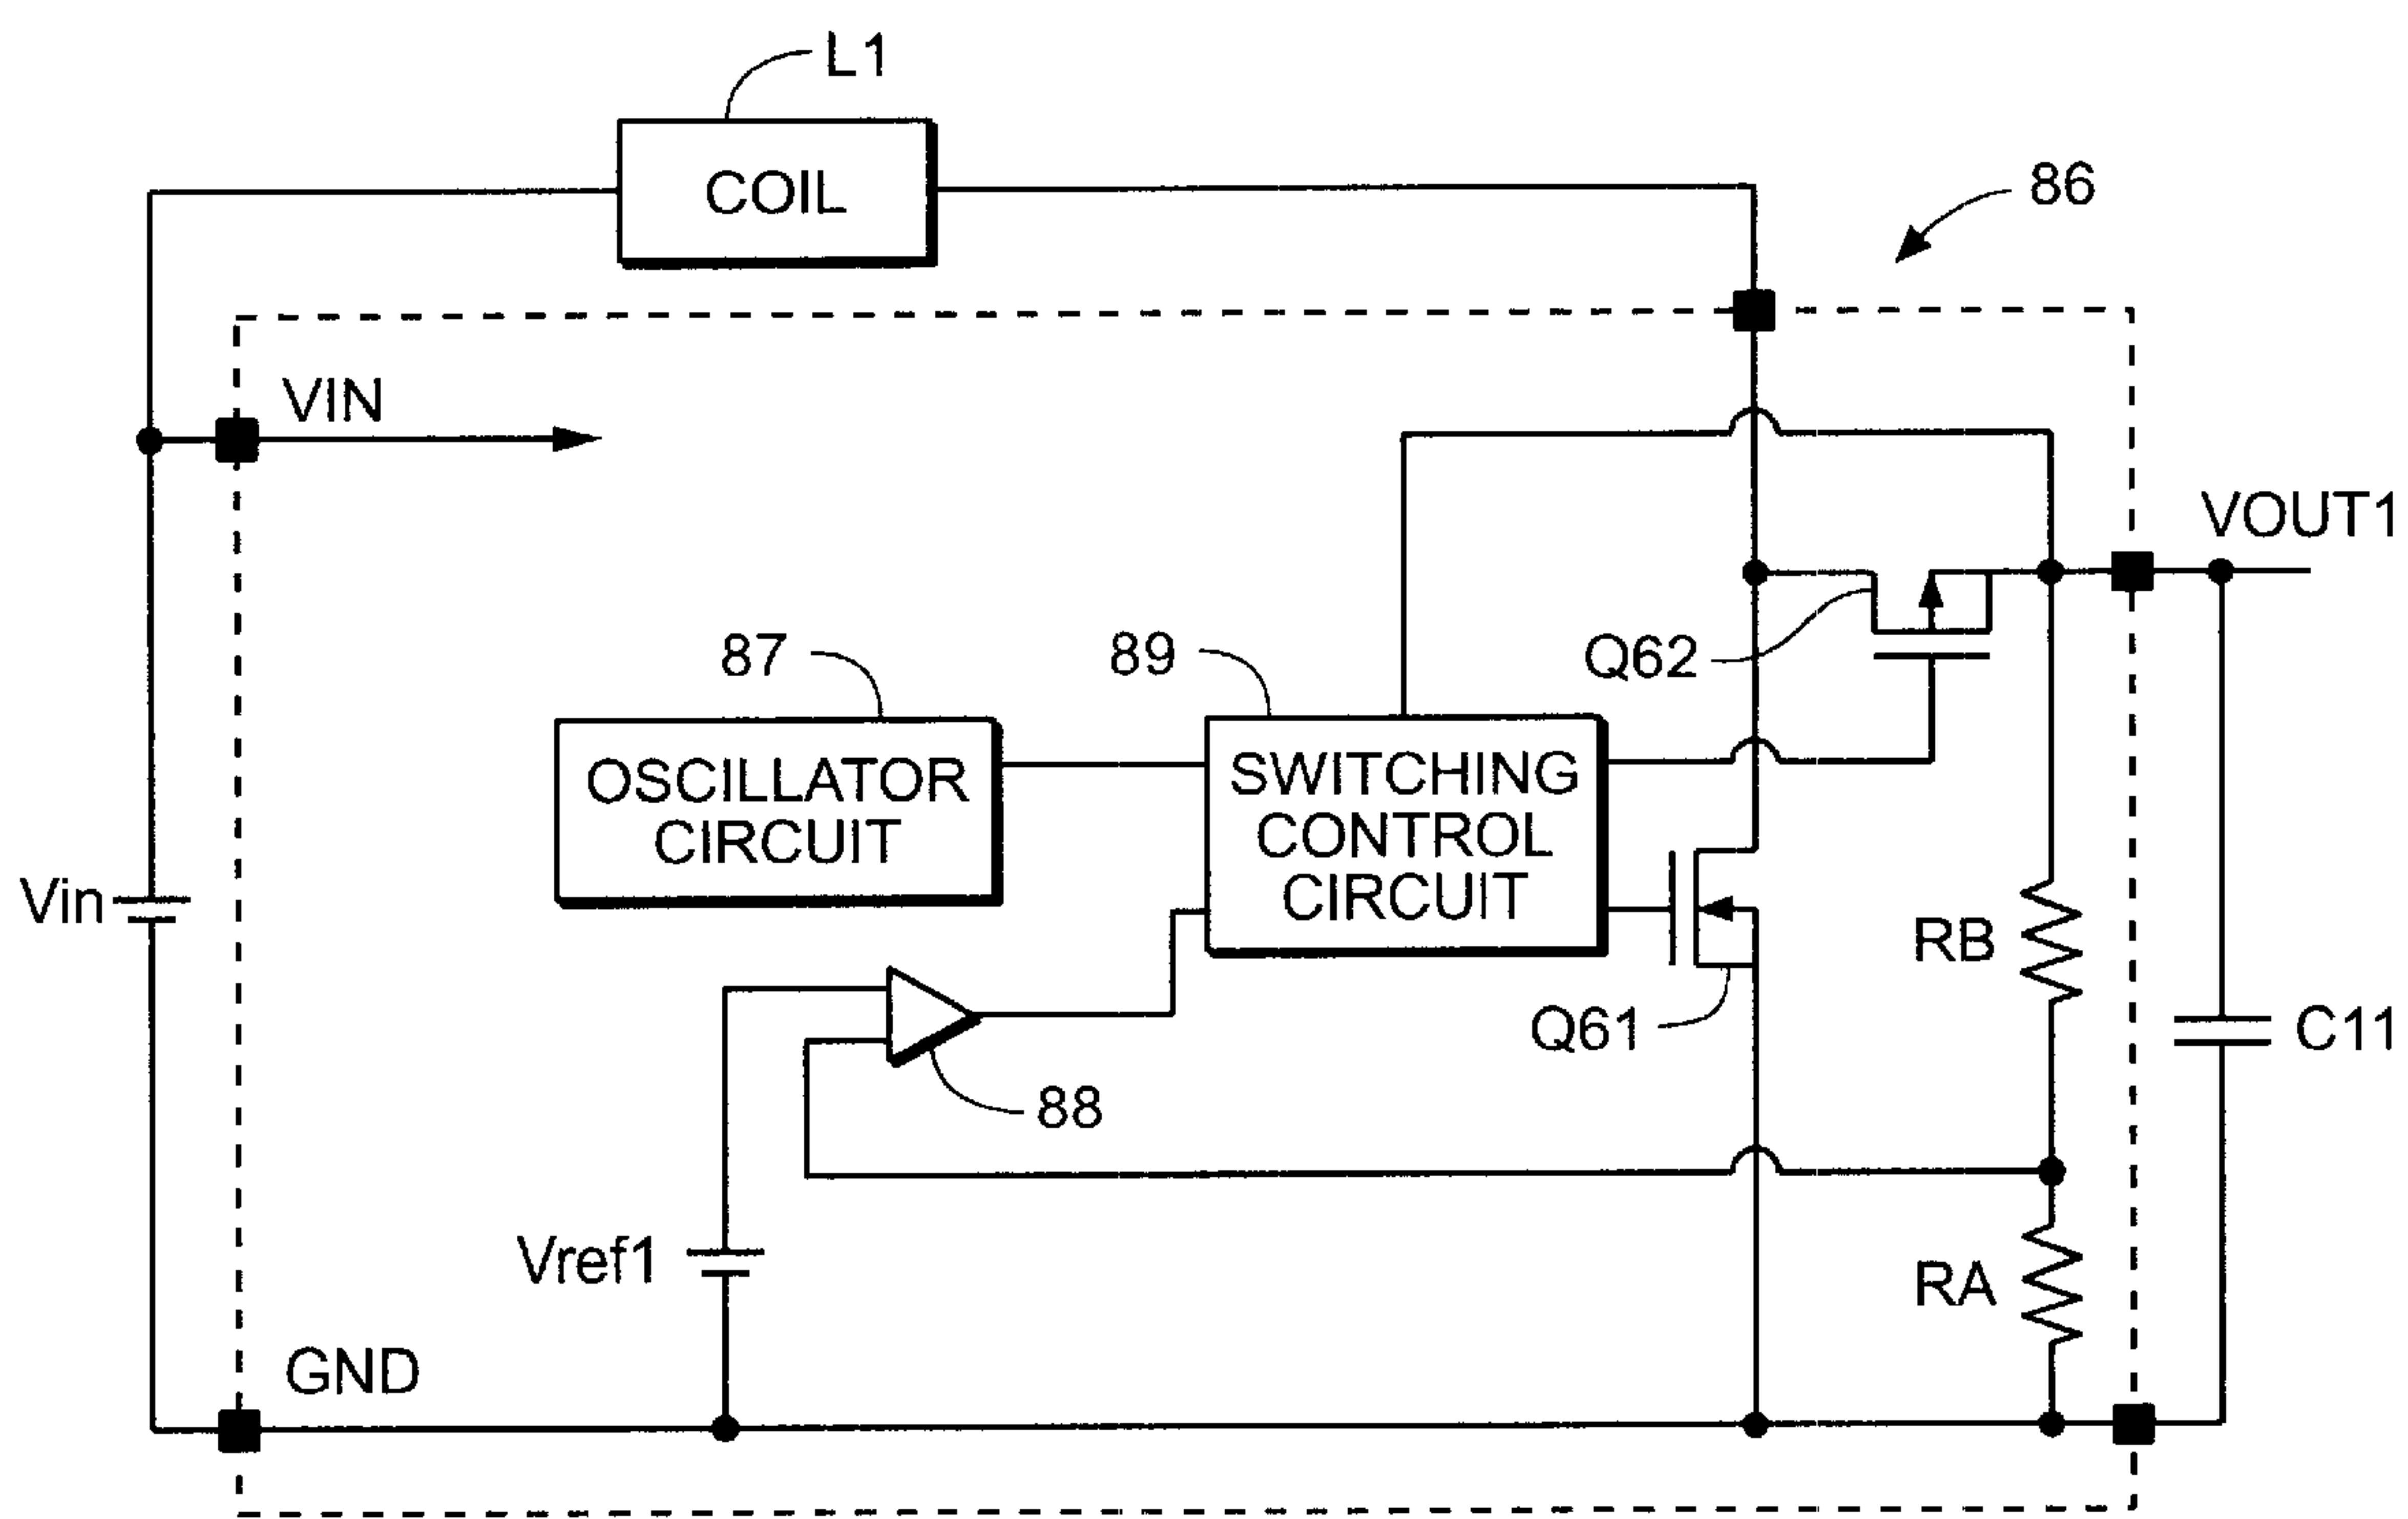 L1
COIL
86
VIN
VOUT1
Q62
87
89
OSCILLATOR
CIRCUIT
SWITCHING
CONTROL
CIRCUIT
Vin
RB
Q61
C11
88
Vref1
RA
GND